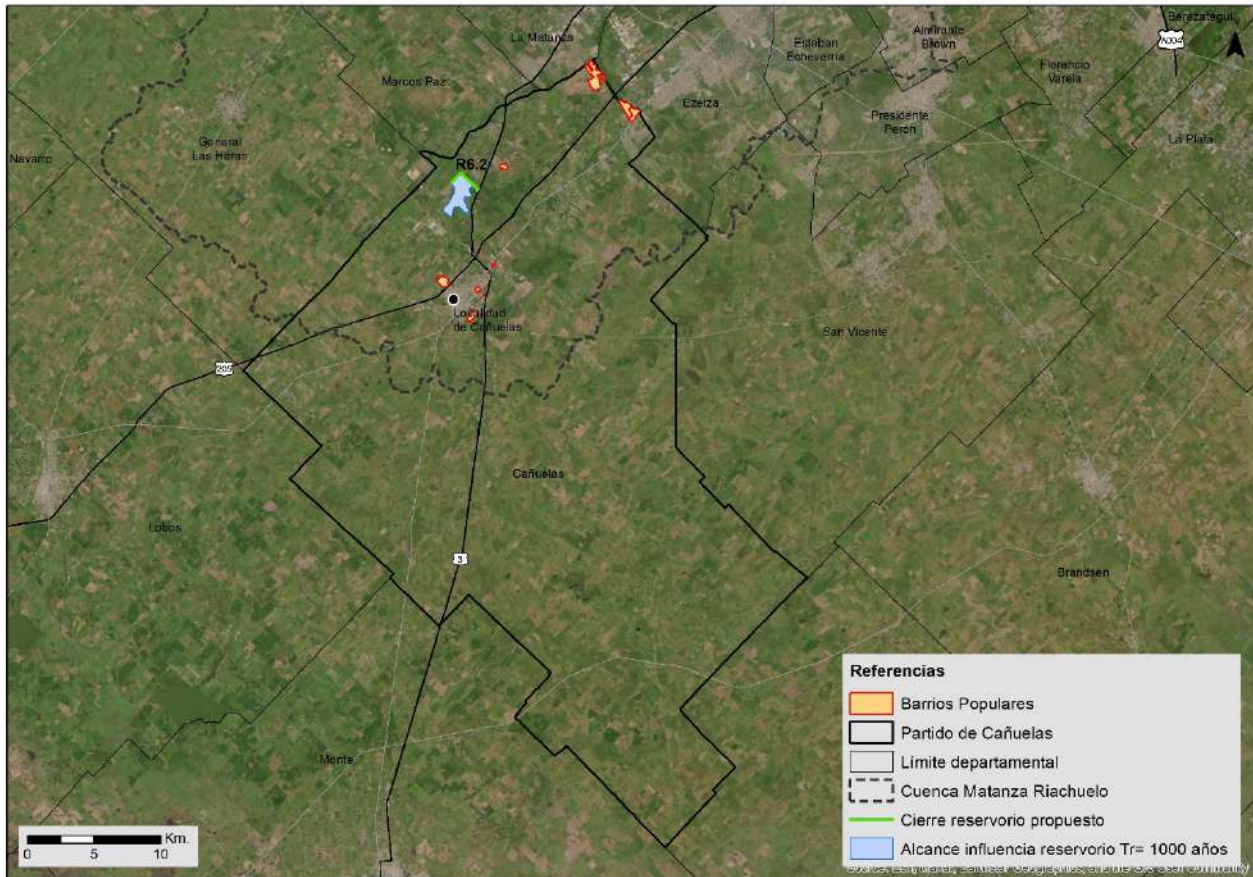 Berazategui
La Matanza
Almirante
Brown
Esteban
Echeverría
A004
Florencio
Varela
Marcos Paz
Ezeiza
Presidente
Perón
General
Las Heras
La Plata
Navarro
R6.2
Localidad
de Cañuelas
San Vicente
205
Cañuelas
Lobos
3
Brandsen
Monte
Referencias
Barrios Populares
Partido de Cañuelas
Límite departamental
Cuenca Matanza Riachuelo
Cierre reservorio propuesto
Alcance influencia reservorio Tr= 1000 años
Km.
0 5 10